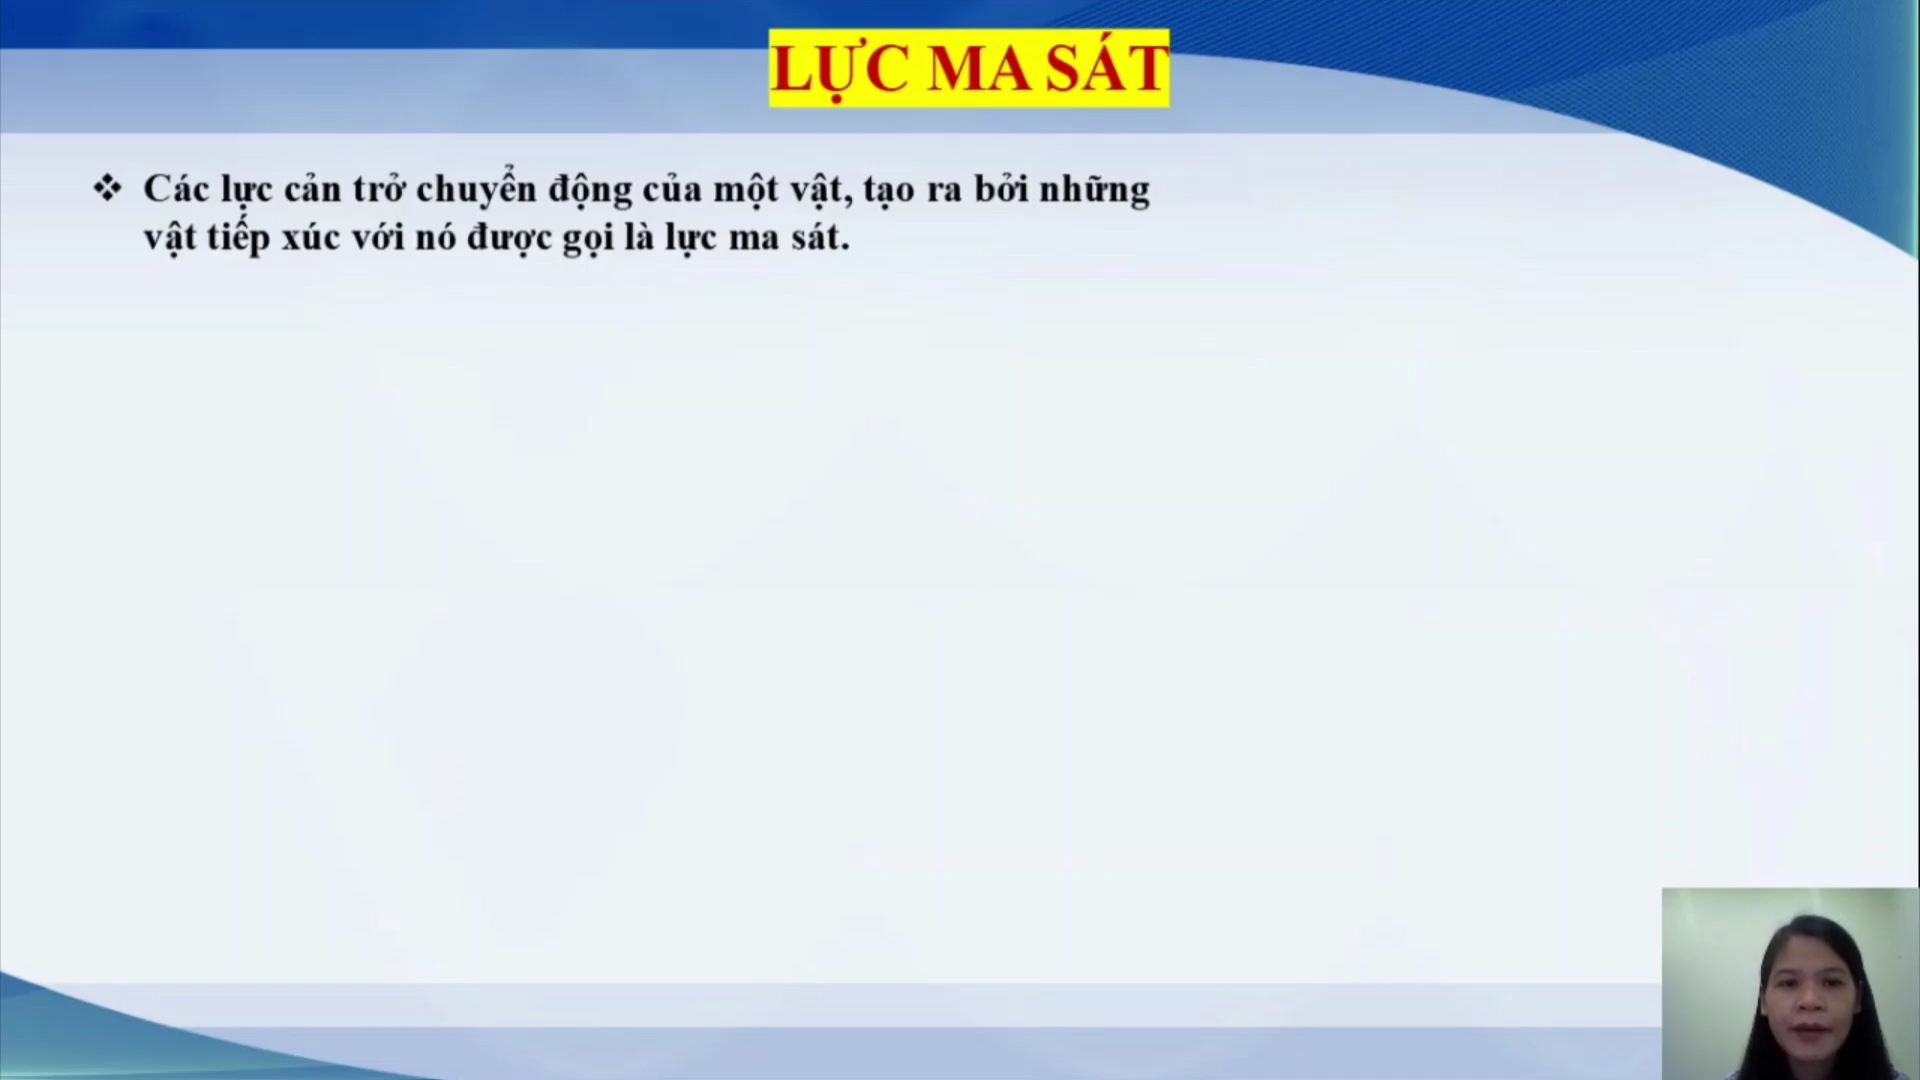 LỰC MA SÁT
❖ Các lực cản trở chuyển động của một vật, tạo ra bởi những
vật tiếp xúc với nó được gọi là lực ma sát.